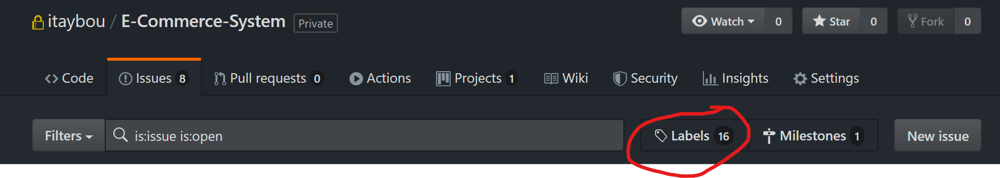 itaybou / E-Commerce-System Private Watch 0 Star 0 Fork 0
Code Issues 8 Pull requests 0 Actions Projects 1 Wiki Security Insights Settings
Filters is:issue is:open Labels 16 Milestones 1 New issue